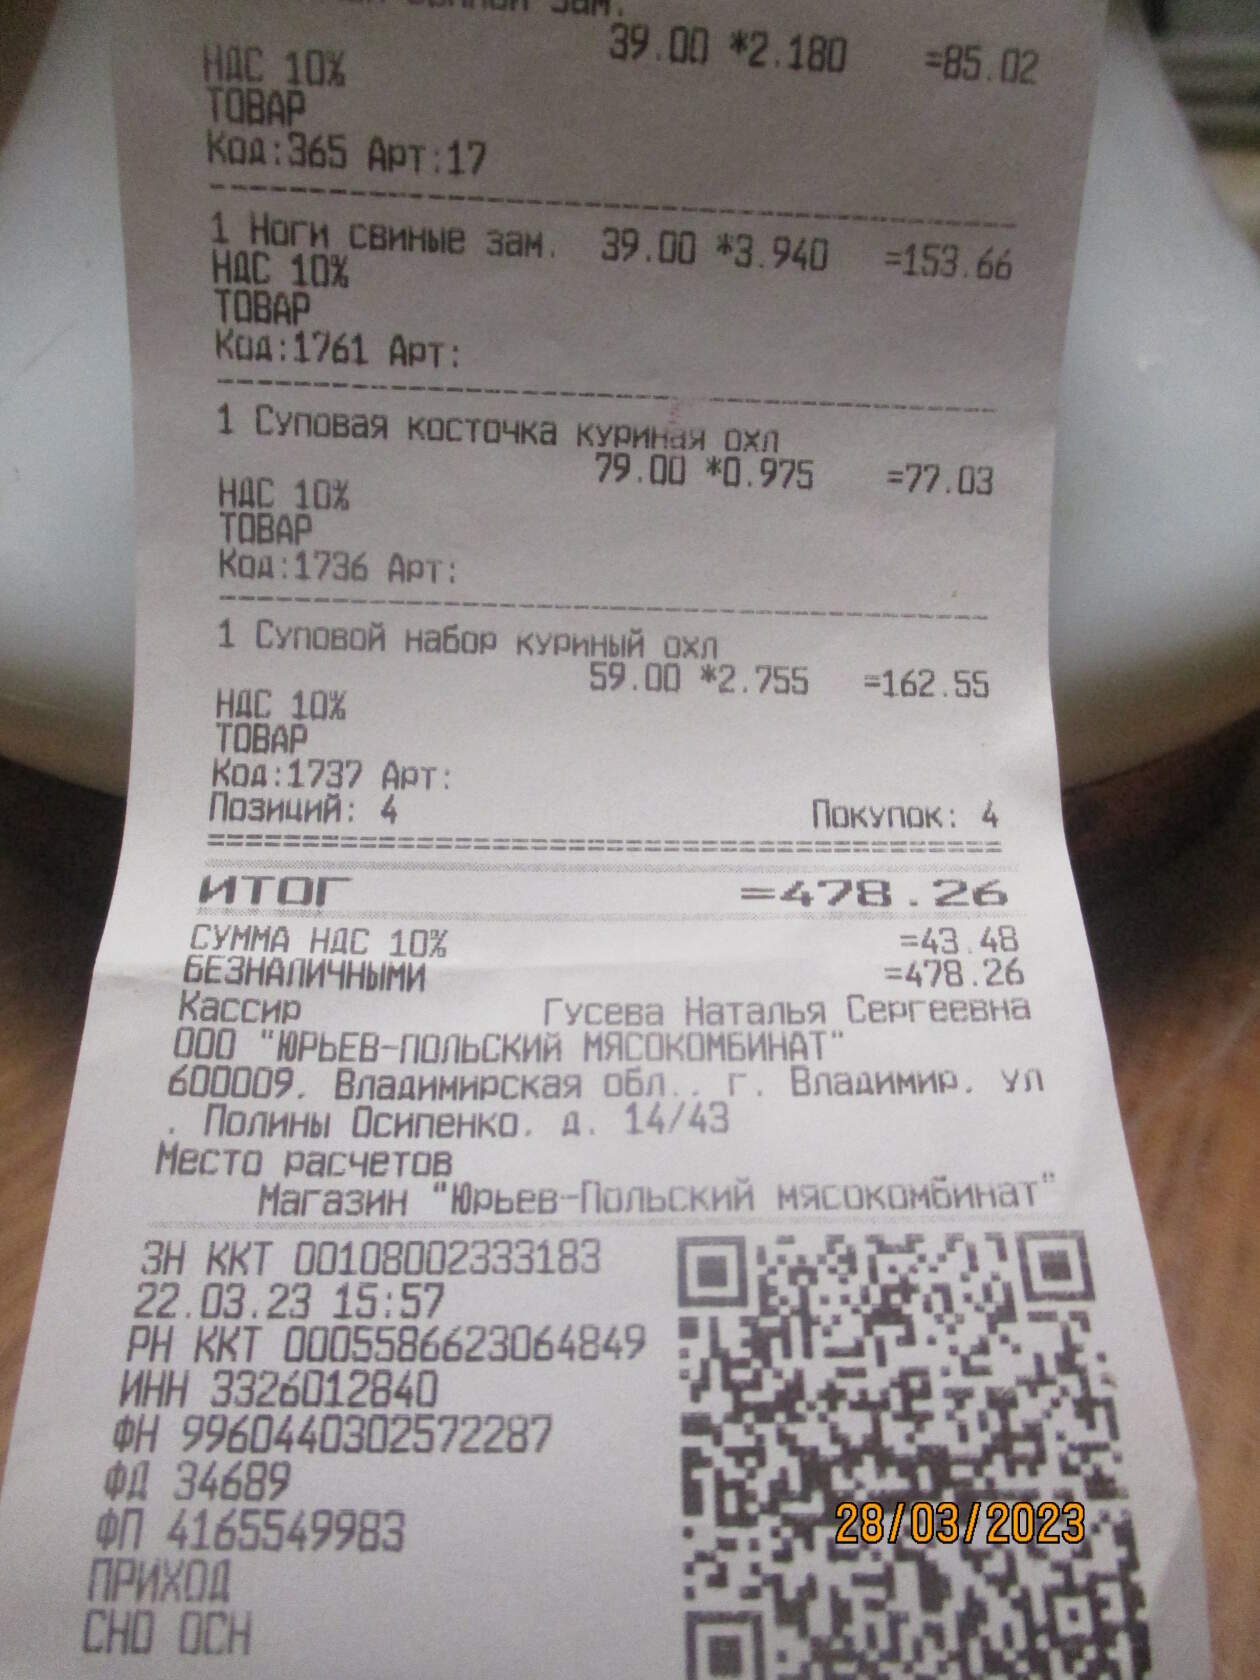 зам.
39.00 *2.180 =85.02
НДС 10%
ТОВАР
Код:365 Арт:17
1 Ноги свиные зам. 39.00 *3.940 =153.66
НДС 10%
ТОВАР
Код:1761 Арт:
1 Суповая косточка куриная охл
79.00 *0.975 =77.03
НДС 10%
ТОВАР
Код:1736 Арт:
1 Суповой набор куриный охл
59.00 *2.755 =162.55
НДС 10%
ТОВАР
Код:1737 Арт:
Позиций: 4 Покупок: 4
ИТОГ =478.26
СУММА НДС 10% =43.48
БЕЗНАЛИЧНЫМИ =478.26
Кассир Гусева Наталья Сергеевна
ООО "ЮРЬЕВ-ПОЛЬСКИЙ МЯСОКОМБИНАТ"
600009, Владимирская обл., г. Владимир, ул
. Полины Осипенко, д. 14/43
Место расчетов
Магазин "Юрьев-Польский мясокомбинат"
ЗН ККТ 00108002333183
22.03.23 15:57
РН ККТ 0005586623064849
ИНН 3326012840
ФН 9960440302572287
ФД 34689
ФП 4165549983
ПРИХОД
СНО ОСН
28/03/2023